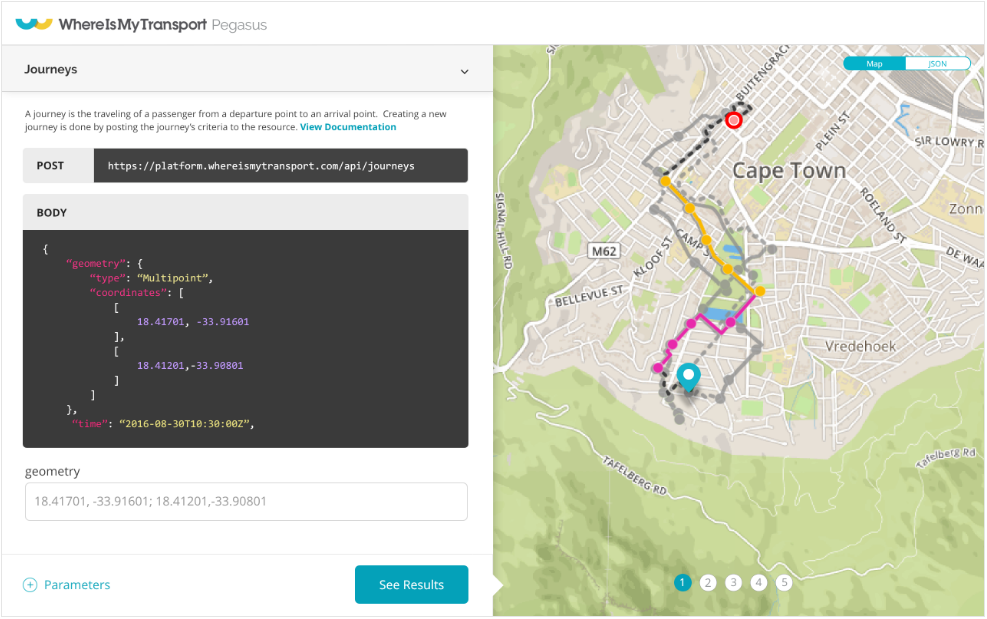 WhereIsMyTransport Pegasus
Journeys
A journey is the traveling of a passenger from a departure point to an arrival point. Creating a new
journey is done by posting the journey's criteria to the resource. View Documentation
POST https://platform.whereismytransport.com/api/journeys
BODY
{
“geometry”: {
“type”: “Multipoint”,
“coordinates”: [
[
18.41701, -33.91601
],
[
18.41201,-33.90801
]
]
},
“time”: “2016-08-30T10:30:00Z”,
geometry
18.41701, -33.91601; 18.41201,-33.90801
Parameters
See Results
Map JSON
BUITENGRACH
PLEIN ST
SIR LOWRY R
Cape Town
SIGNAL HILL RD
ROELAND ST
Zonn
M62
KLOOF ST
CAMP S
DE WAA
BELLEVUE ST
Vredehoek
TAFELBERG RD
Tafelberg Rd
1 2 3 4 5